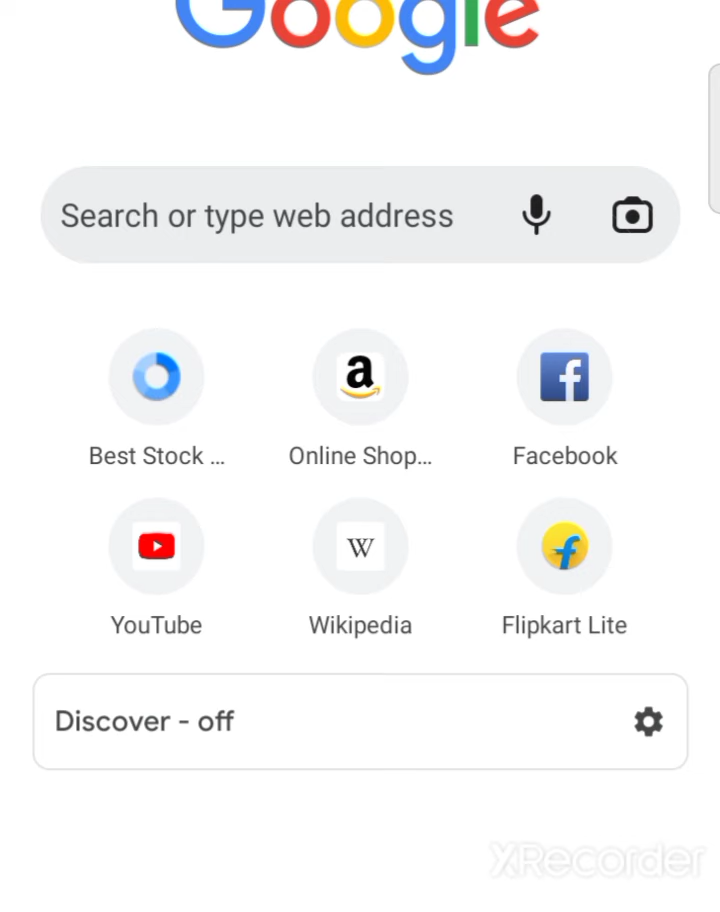 Google
Search or type web address
Best Stock ...
Online Shop...
Facebook
YouTube
Wikipedia
Flipkart Lite
Discover - off
XRecorder